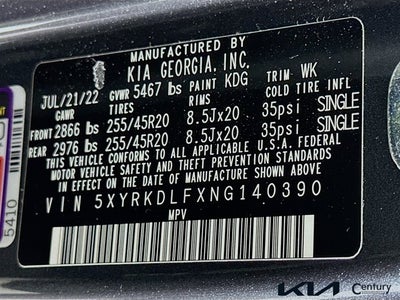 MANUFACTURED BY
KIA GEORGIA, INC.
JUL/21/22 GVWR 5467 lbs PAINT KDG TRIM WK
GAWR TIRES RIMS COLD TIRE INFL
FRONT 2866 lbs 255/45R20 8.5Jx20 35psi SINGLE
REAR 2976 lbs 255/45R20 8.5Jx20 35psi SINGLE
THIS VEHICLE CONFORMS TO ALL APPLICABLE U.S.A. FEDERAL
MOTOR VEHICLE SAFETY AND THEFT PREVENTION STANDARDS
IN EFFECT ON THE DATE OF MANUFACTURE SHOWN ABOVE.
VIN 5XYRKDLFXNG140390
MPV
5410
KIA Century